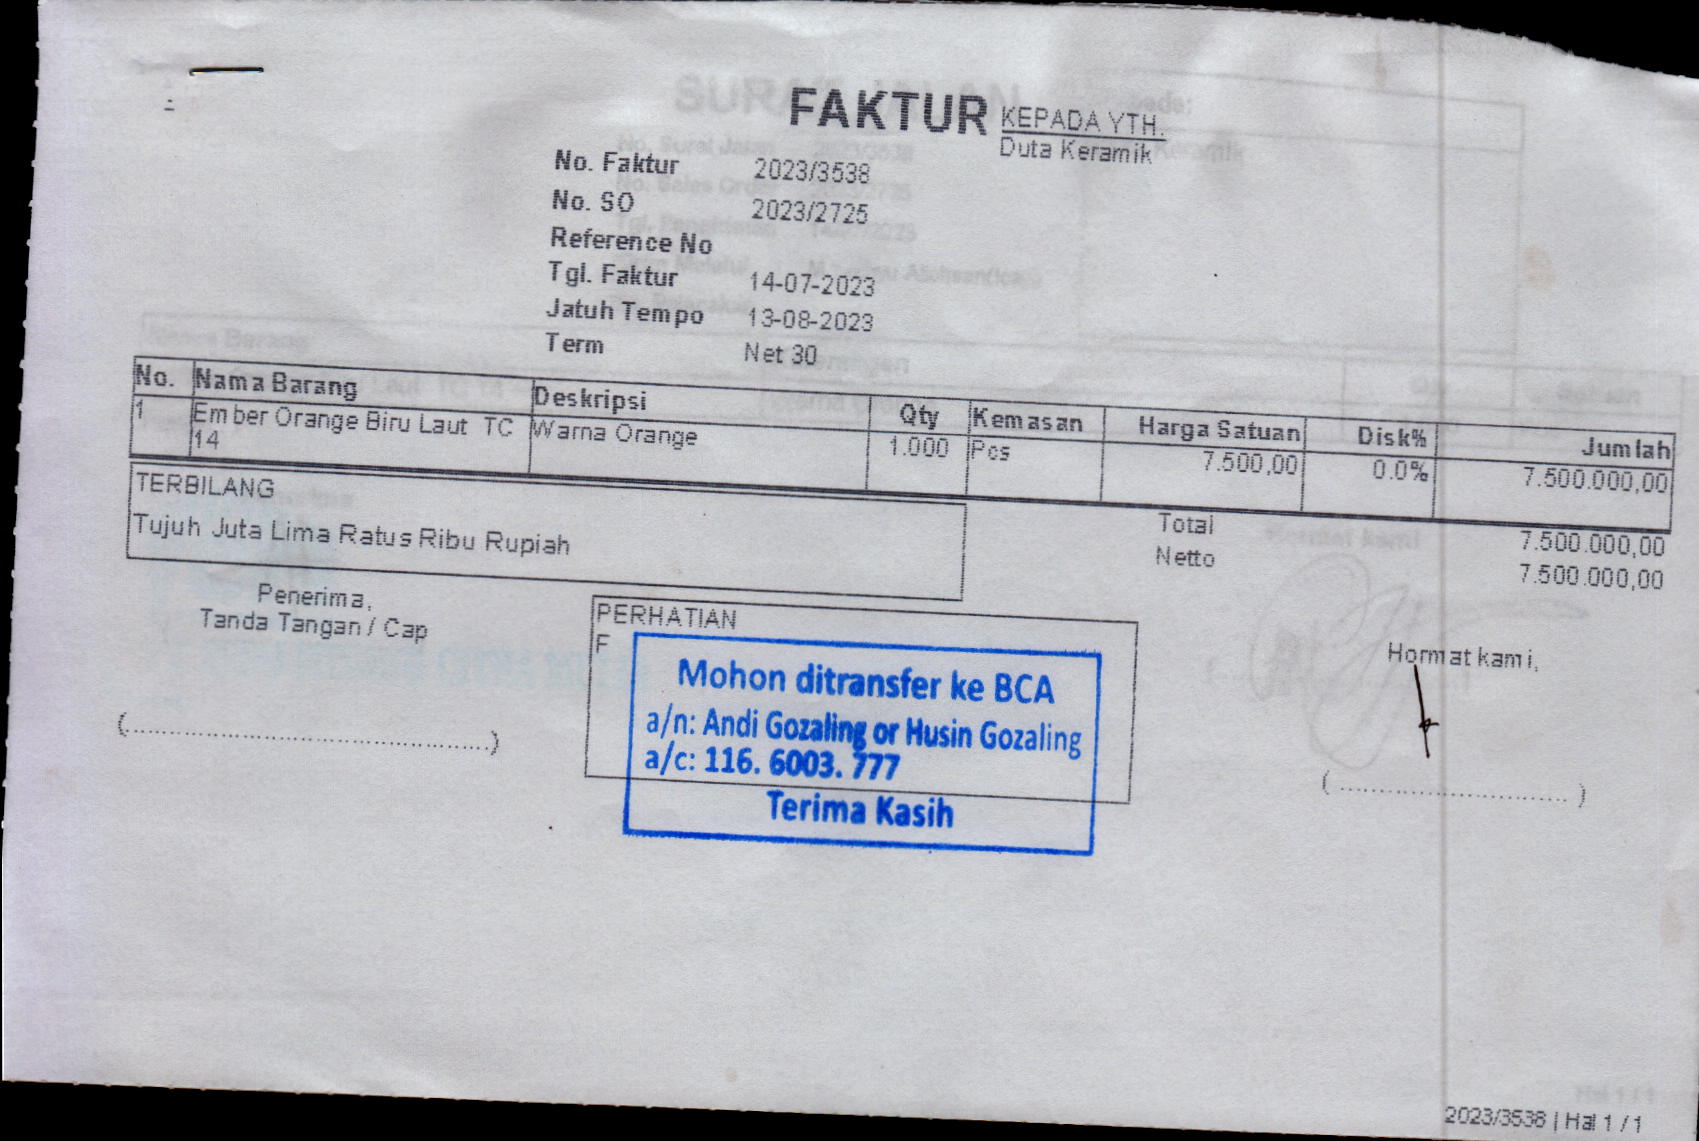 FAKTUR
KEPADA YTH.
Duta Keramik
No. Faktur 2023/3538
No. SO 2023/2725
Reference No
Tgl. Faktur 14-07-2023
Jatuh Tempo 13-08-2023
Term Net 30
No. Nama Barang Deskripsi Qty Kemasan Harga Satuan Disk% Jumlah
1 Ember Orange Biru Laut TC 14 Warna Orange 1.000 Pcs 7.500,00 0.0% 7.500.000,00
TERBILANG
Tujuh Juta Lima Ratus Ribu Rupiah
Total 7.500.000,00
Netto 7.500.000,00
Penerima,
Tanda Tangan / Cap
(..............................................)
PERHATIAN
F
Mohon ditransfer ke BCA
a/n: Andi Gozaling or Husin Gozaling
a/c: 116. 6003. 777
Terima Kasih
Hormat kami,
(..............................)
2023/3538 | Hal 1 / 1